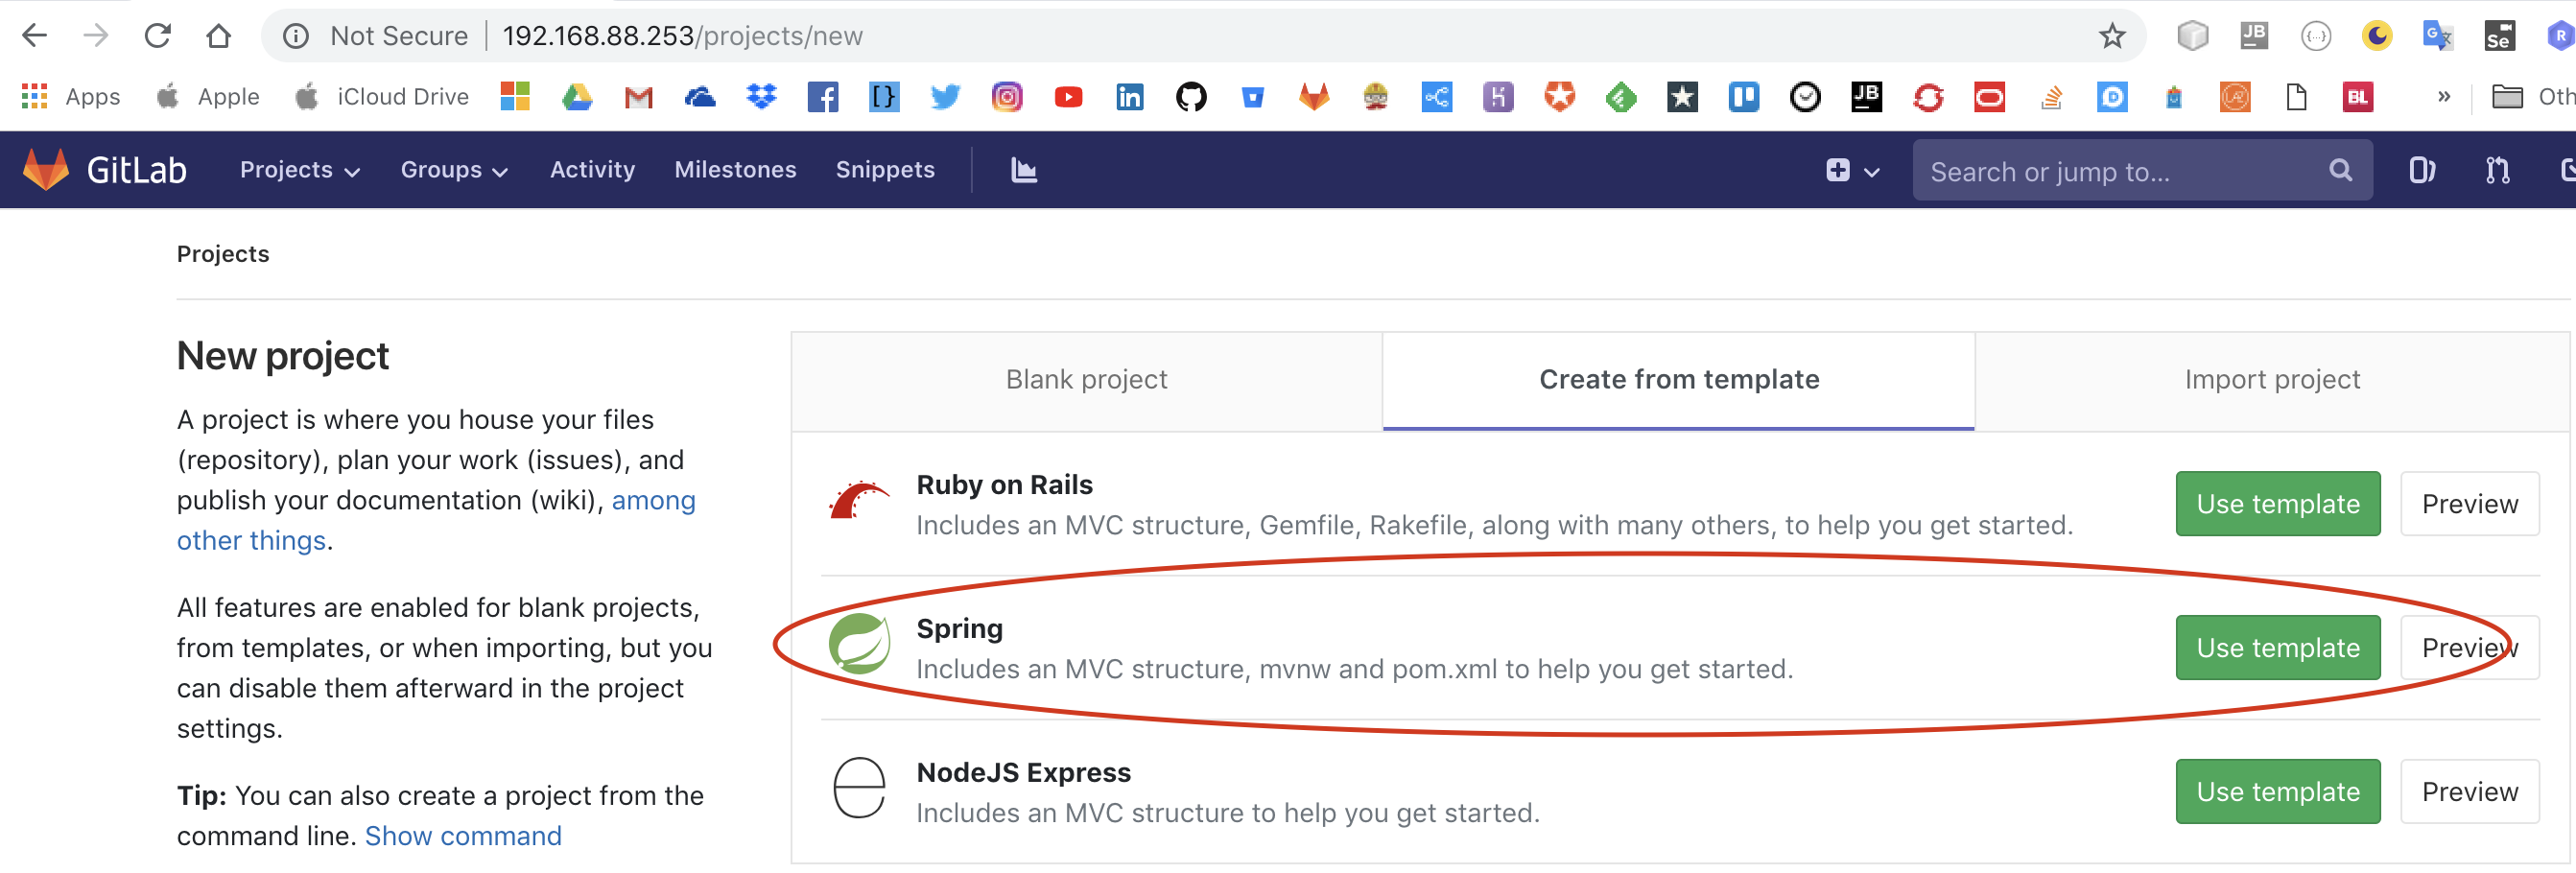 Not Secure 192.168.88.253/projects/new
Apps Apple iCloud Drive Oth
GitLab Projects Groups Activity Milestones Snippets Search or jump to...
Projects
New project
A project is where you house your files
(repository), plan your work (issues), and
publish your documentation (wiki), among
other things.
All features are enabled for blank projects,
from templates, or when importing, but you
can disable them afterward in the project
settings.
Tip: You can also create a project from the
command line. Show command
Blank project Create from template Import project
Ruby on Rails
Includes an MVC structure, Gemfile, Rakefile, along with many others, to help you get started.
Use template Preview
Spring
Includes an MVC structure, mvnw and pom.xml to help you get started.
Use template Preview
NodeJS Express
Includes an MVC structure to help you get started.
Use template Preview